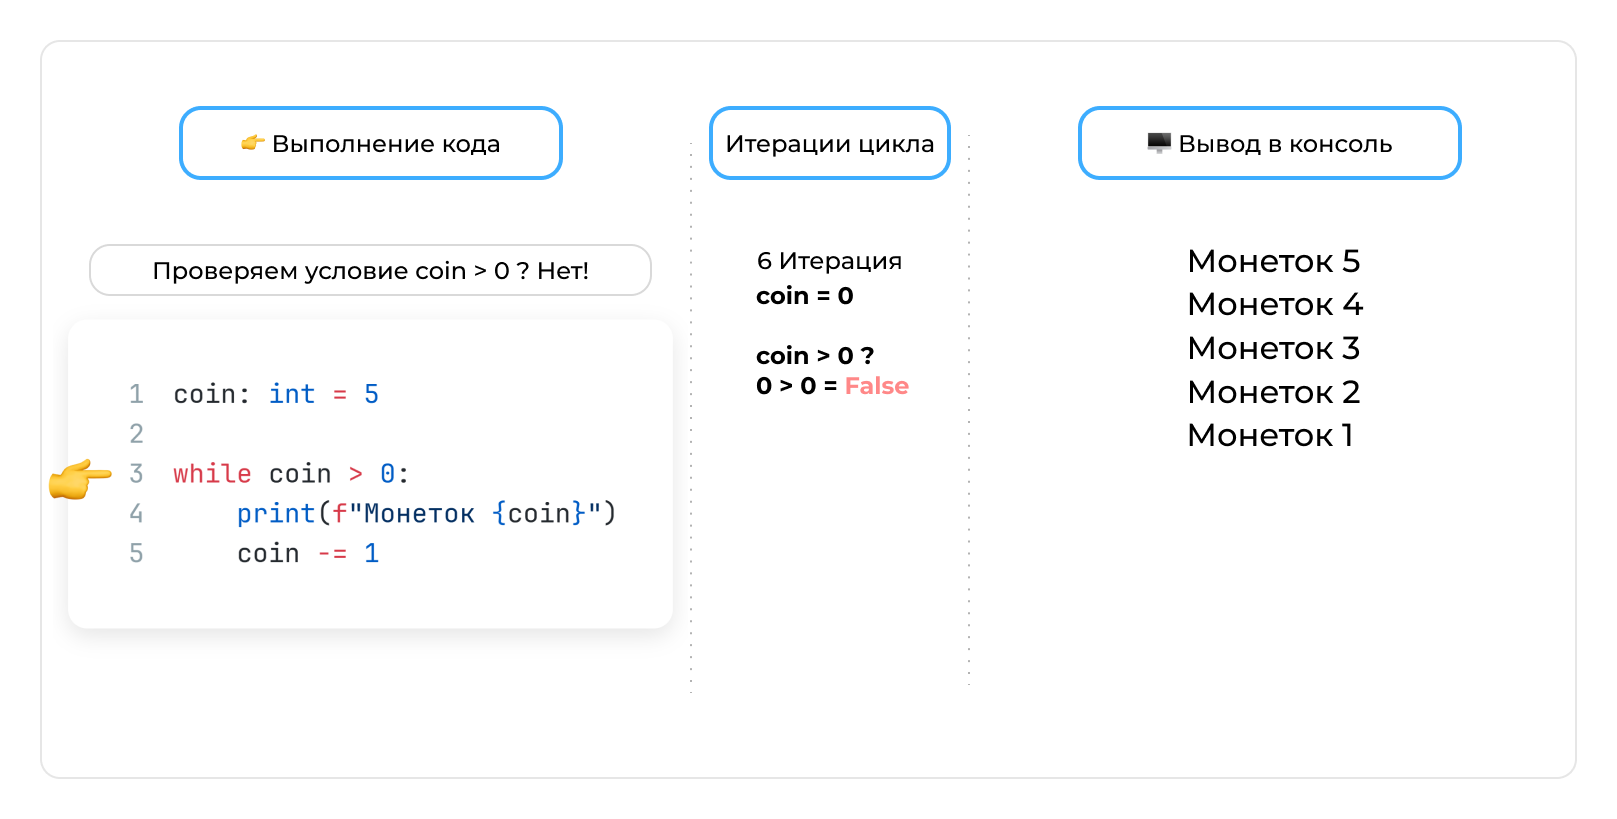 👉 Выполнение кода
Проверяем условие coin > 0 ? Нет!
1 coin: int = 5
2
3 while coin > 0:
4     print(f"Монеток {coin}")
5     coin -= 1
Итерации цикла
6 Итерация
coin = 0
coin > 0 ?
0 > 0 = False
🖥️ Вывод в консоль
Монеток 5
Монеток 4
Монеток 3
Монеток 2
Монеток 1